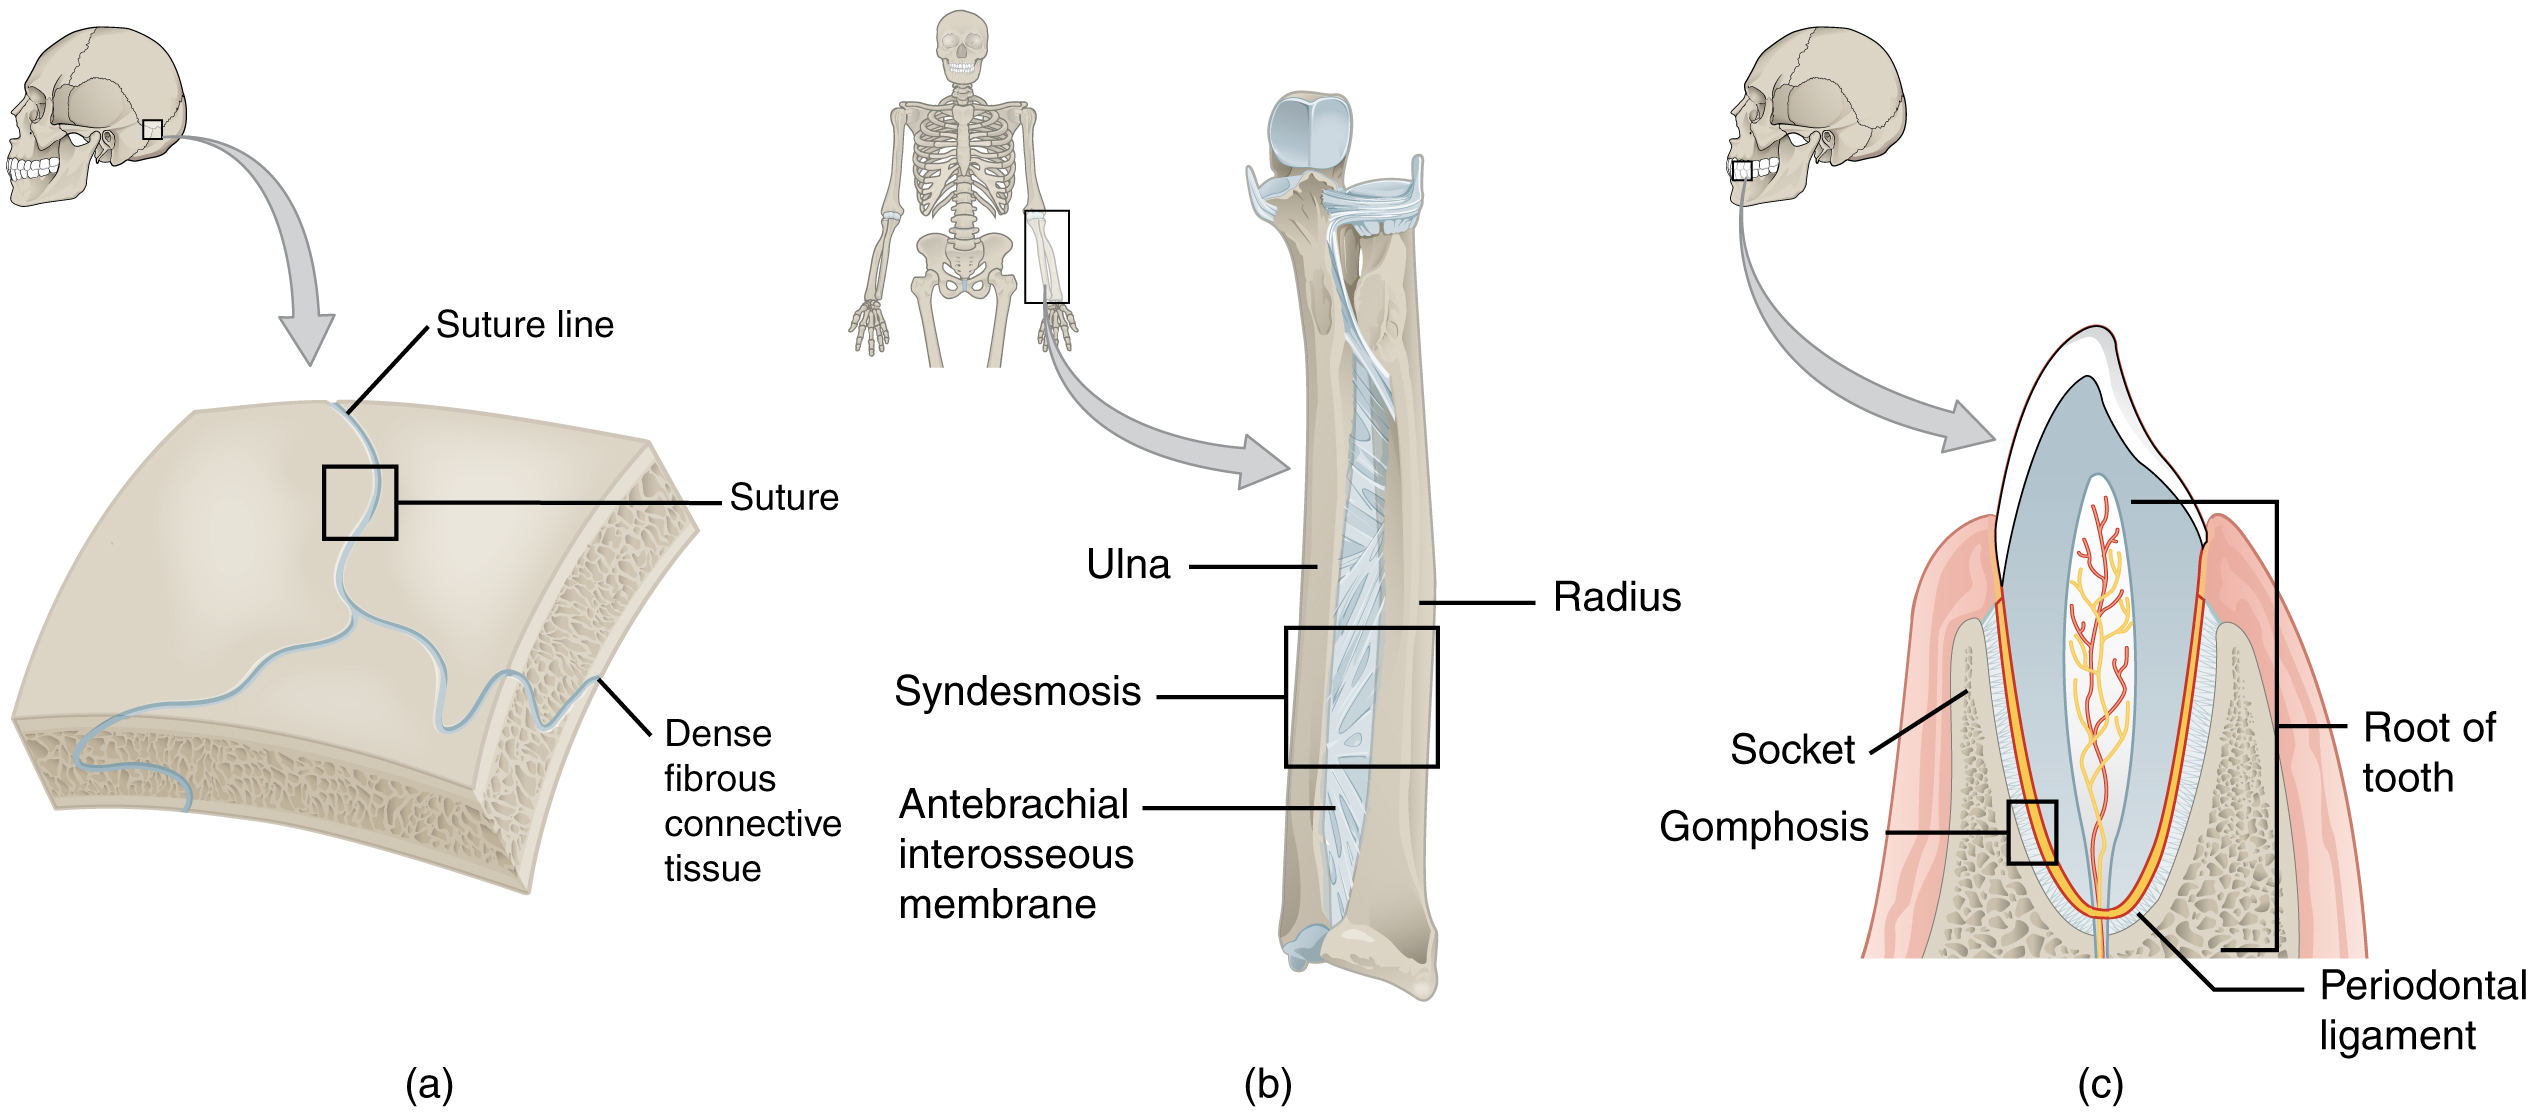 Suture line
Suture
Dense
fibrous
connective
tissue
(a)
Ulna
Radius
Syndesmosis
Antebrachial
interosseous
membrane
(b)
Socket
Gomphosis
Root of
tooth
Periodontal
ligament
(c)